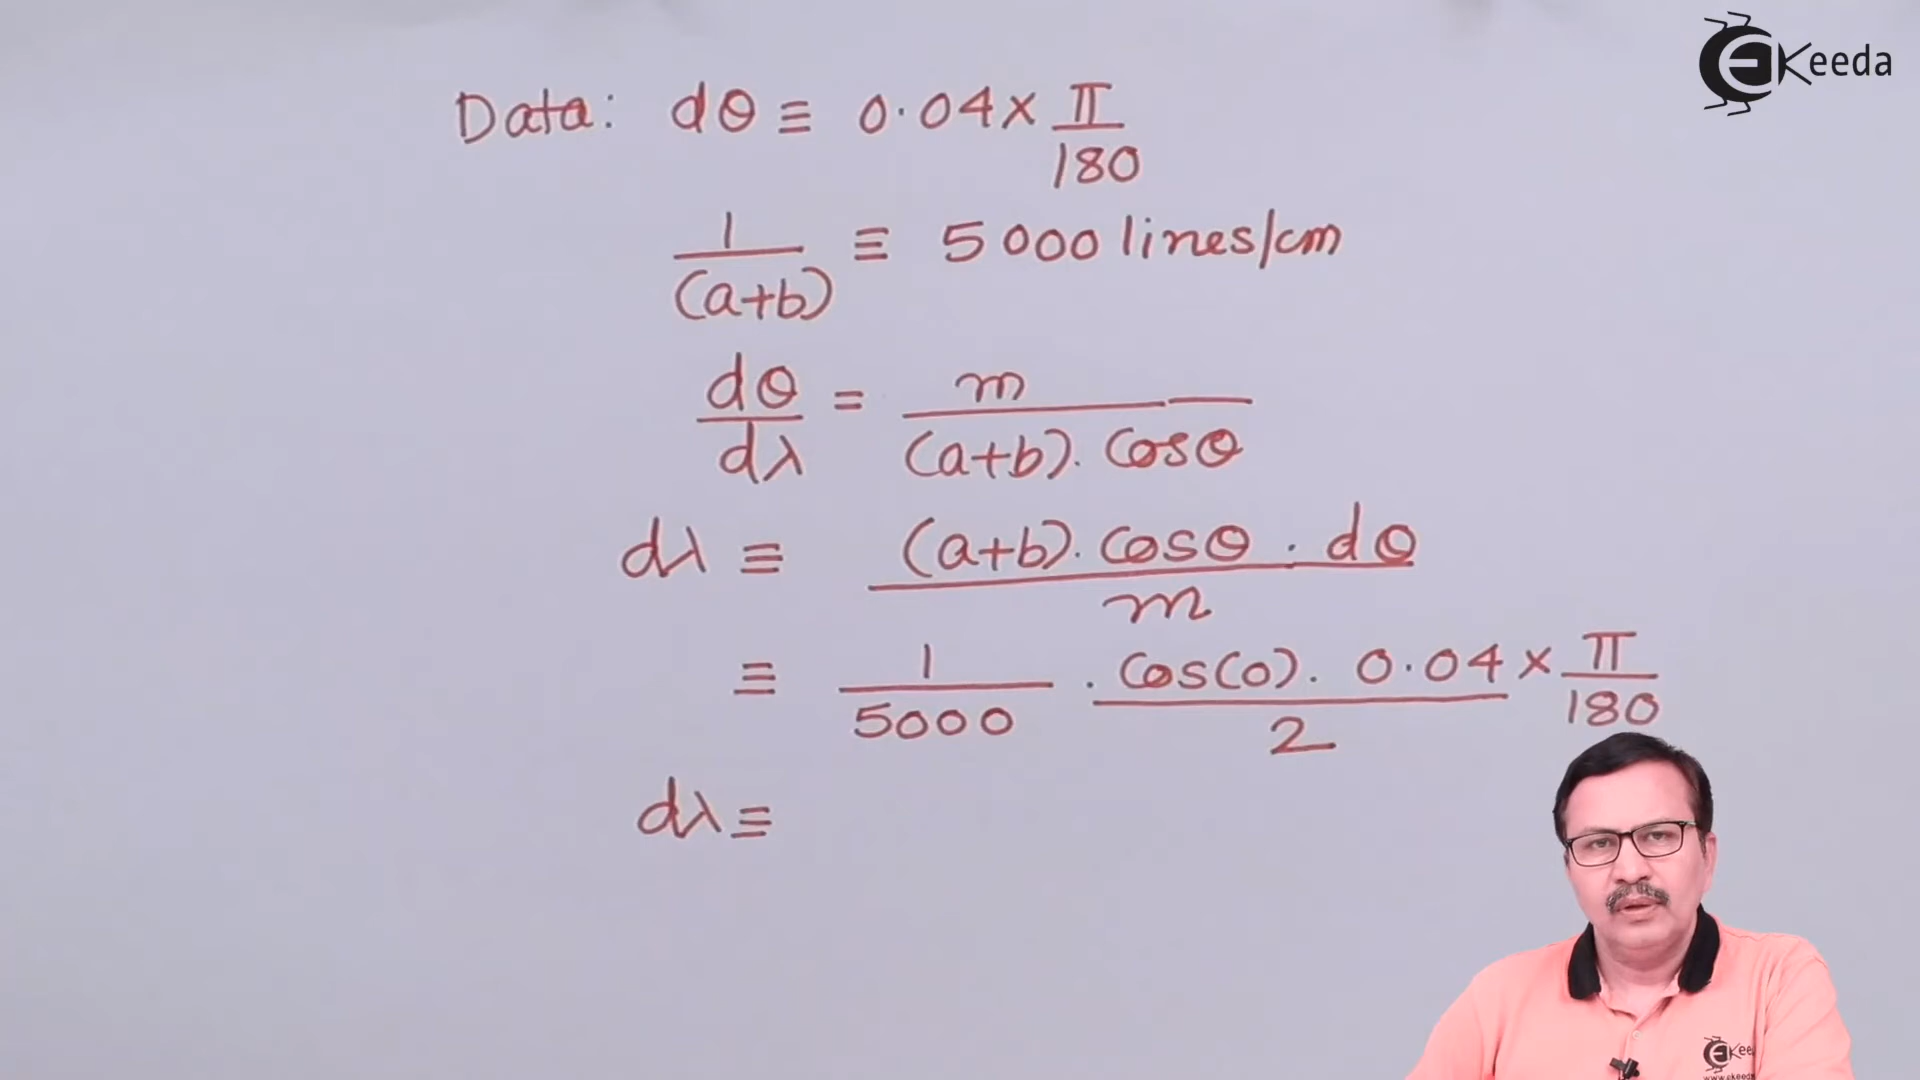 EKeeda
Data: dθ ≡ 0.04 × π/180
1/(a+b) ≡ 5000 lines/cm
dθ/dλ = m/((a+b). Cosθ)
dλ ≡ ((a+b). Cosθ . dθ)/m
≡ 1/5000 . (Cos(0). 0.04)/2 × π/180
dλ ≡